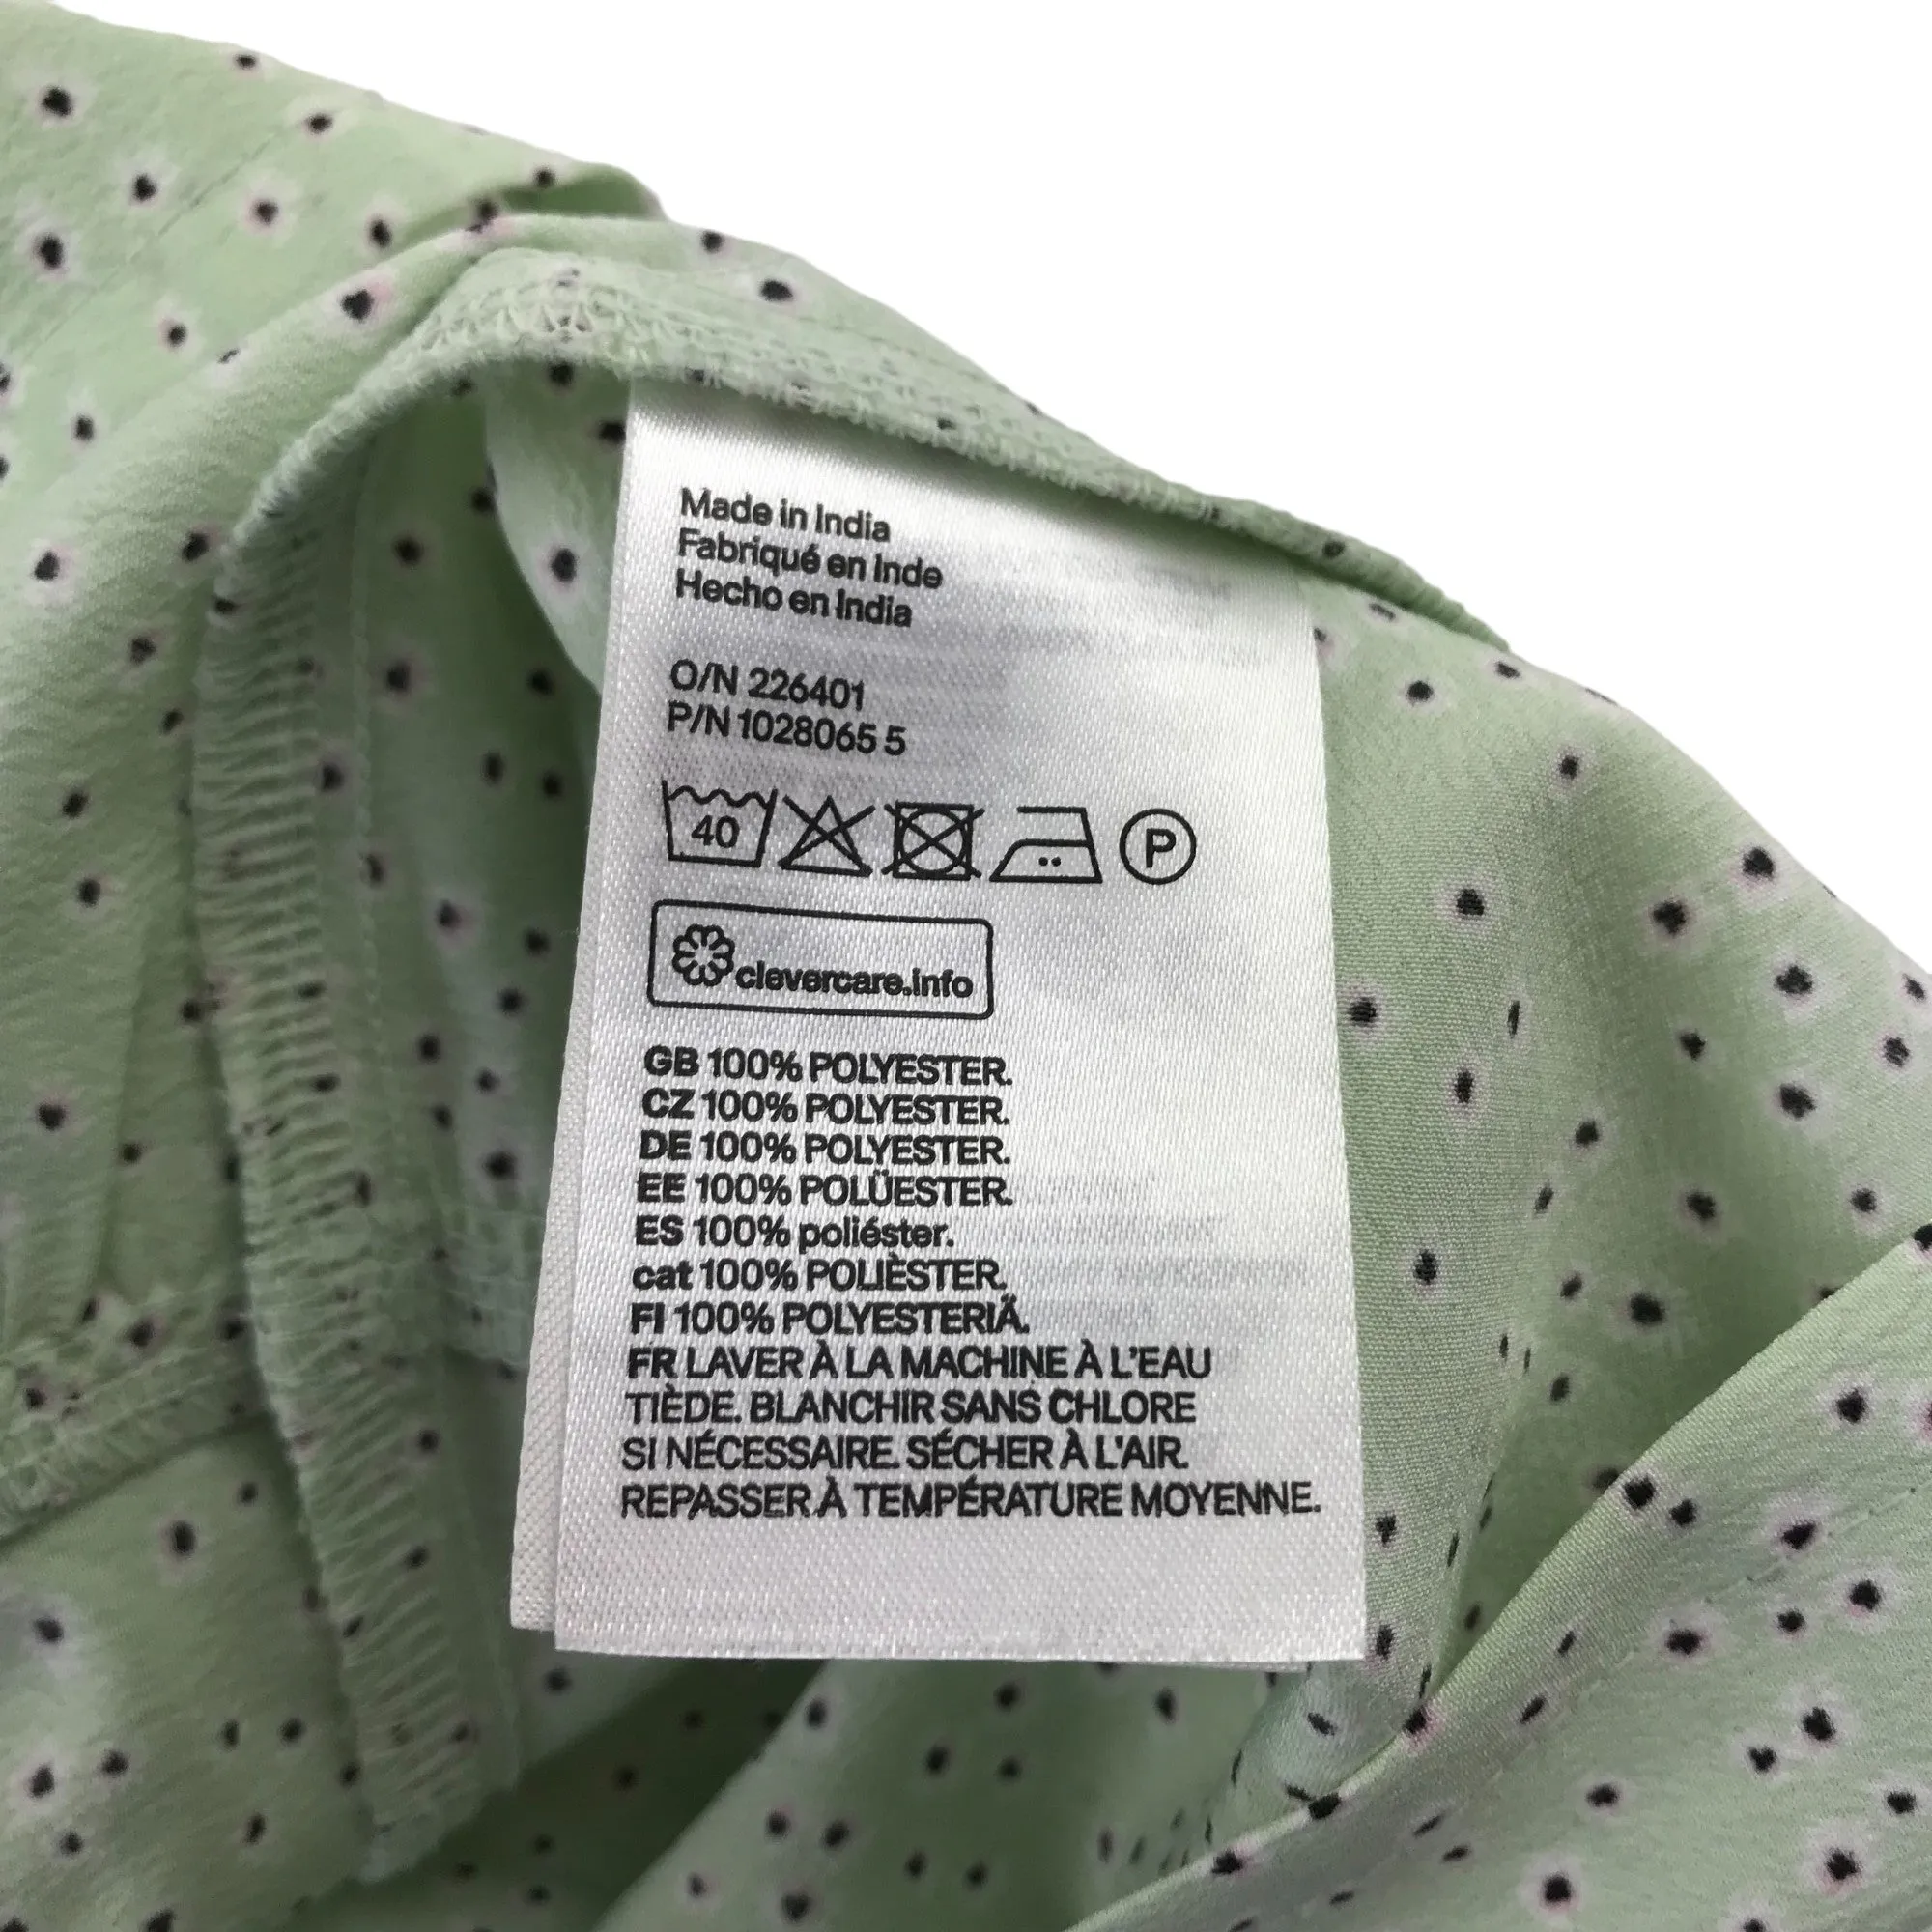 Made in India
Fabriqué en Inde
Hecho en India
O/N 226401
P/N 1028065 5
40 P
clevercare.info
GB 100% POLYESTER.
CZ 100% POLYESTER.
DE 100% POLYESTER.
EE 100% POLÜESTER.
ES 100% poliéster.
cat 100% POLIÈSTER.
FI 100% POLYESTERIÄ.
FR LAVER À LA MACHINE À L'EAU
TIÈDE. BLANCHIR SANS CHLORE
SI NÉCESSAIRE. SÉCHER À L'AIR.
REPASSER À TEMPÉRATURE MOYENNE.